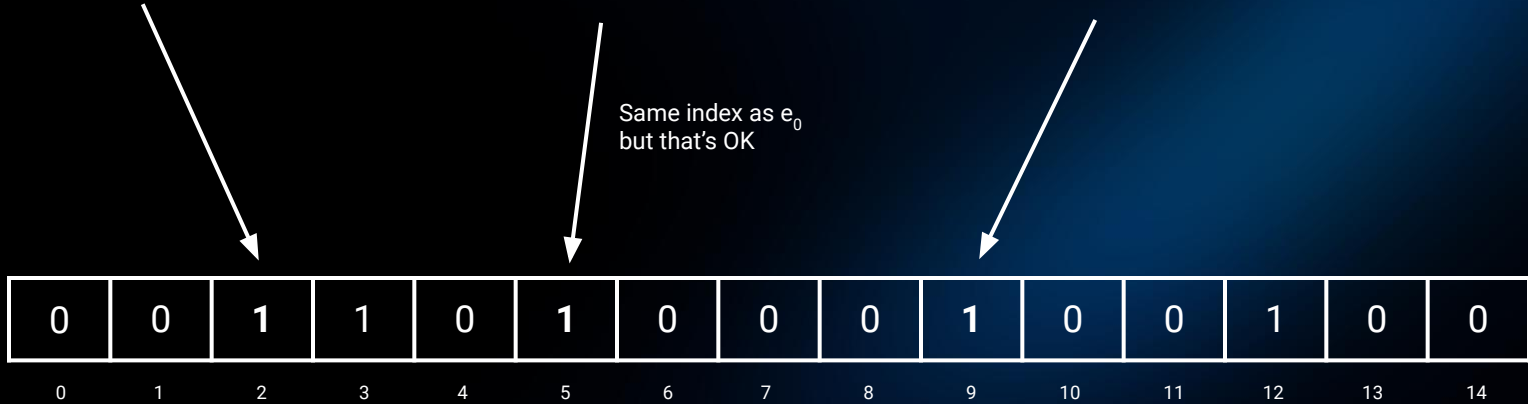 Same index as e₀
but that’s OK
0 0 1 1 0 1 0 0 0 1 0 0 1 0 0
0 1 2 3 4 5 6 7 8 9 10 11 12 13 14